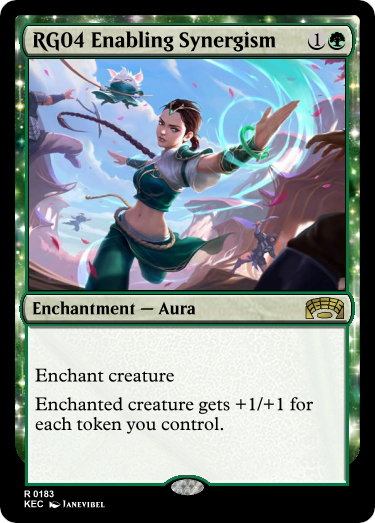 RG04 Enabling Synergism 1
Enchantment — Aura
Enchant creature
Enchanted creature gets +1/+1 for
each token you control.
R 0183
KEC JANEVIBEL